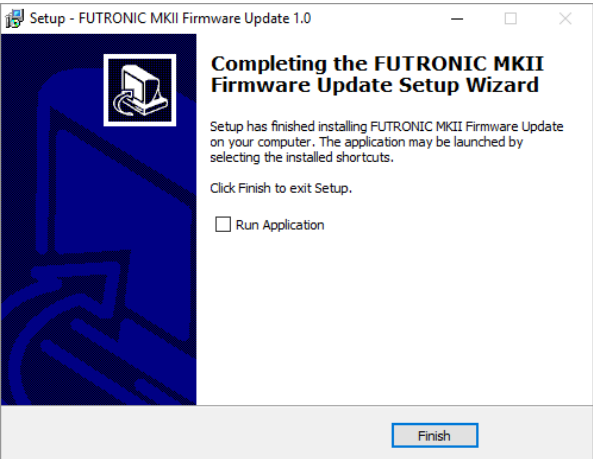 Setup - FUTRONIC MKII Firmware Update 1.0
Completing the FUTRONIC MKII
Firmware Update Setup Wizard
Setup has finished installing FUTRONIC MKII Firmware Update
on your computer. The application may be launched by
selecting the installed shortcuts.
Click Finish to exit Setup.
Run Application
Finish